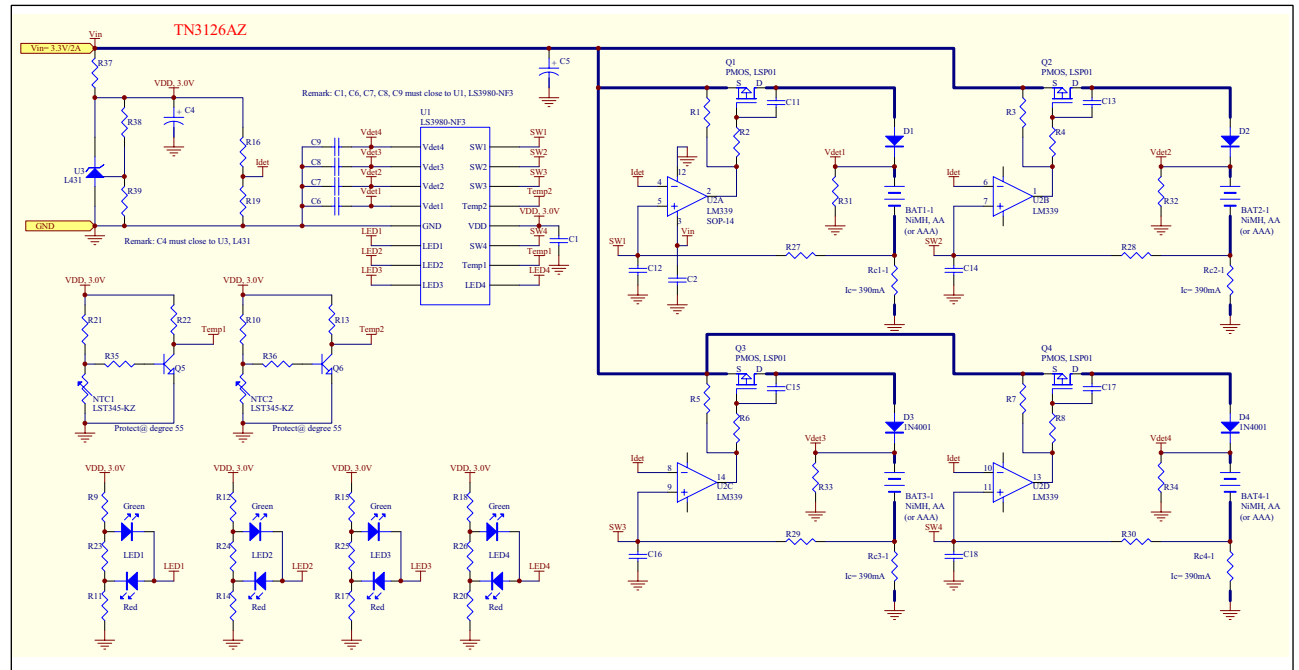 TN3126AZ
Vin
Vin= 3.3V/2A
R37
VDD, 3.0V
C4
R38
R16
Idet
U3
L431
R39
R19
GND
Remark: C4 must close to U3, L431
C5
Remark: C1, C6, C7, C8, C9 must close to U1, LS3980-NF3
U1
LS3980-NF3
C9
Vdet4
Vdet4
SW1
SW1
C8
Vdet3
Vdet3
SW2
SW2
C7
Vdet2
Vdet2
SW3
SW3
C6
Vdet1
Vdet1
Temp2
Temp2
GND
VDD
VDD, 3.0V
LED1
LED1
SW4
SW4
C1
LED2
LED2
Temp1
Temp1
LED3
LED3
LED4
LED4
Q1
PMOS, LSP01
S D
R1
C11
R2
D1
Vdet1
12
Idet
4
5
2
U2A
LM339
SOP-14
3
Vin
R31
BAT1-1
NiMH, AA
(or AAA)
SW1
R27
C12
C2
Rc1-1
Ic= 390mA
Q2
PMOS, LSP01
S D
R3
C13
R4
D2
Vdet2
Idet
6
7
1
U2B
LM339
R32
BAT2-1
NiMH, AA
(or AAA)
SW2
R28
C14
Rc2-1
Ic= 390mA
VDD, 3.0V
R21
R22
Temp1
R35
Q5
NTC1
LST345-KZ
Protect@ degree 55
VDD, 3.0V
R10
R13
Temp2
R36
Q6
NTC2
LST345-KZ
Protect@ degree 55
Q3
PMOS, LSP01
S D
R5
C15
R6
D3
1N4001
Vdet3
Idet
8
9
14
U2C
LM339
R33
BAT3-1
NiMH, AA
(or AAA)
SW3
R29
C16
Rc3-1
Ic= 390mA
Q4
PMOS, LSP01
S D
R7
C17
R8
D4
1N4001
Vdet4
Idet
10
11
13
U2D
LM339
R34
BAT4-1
NiMH, AA
(or AAA)
SW4
R30
C18
Rc4-1
Ic= 390mA
VDD, 3.0V
R9
Green
R23
LED1
LED1
R11
Red
VDD, 3.0V
R12
Green
R24
LED2
LED2
R14
Red
VDD, 3.0V
R15
Green
R25
LED3
LED3
R17
Red
VDD, 3.0V
R18
Green
R26
LED4
LED4
R20
Red